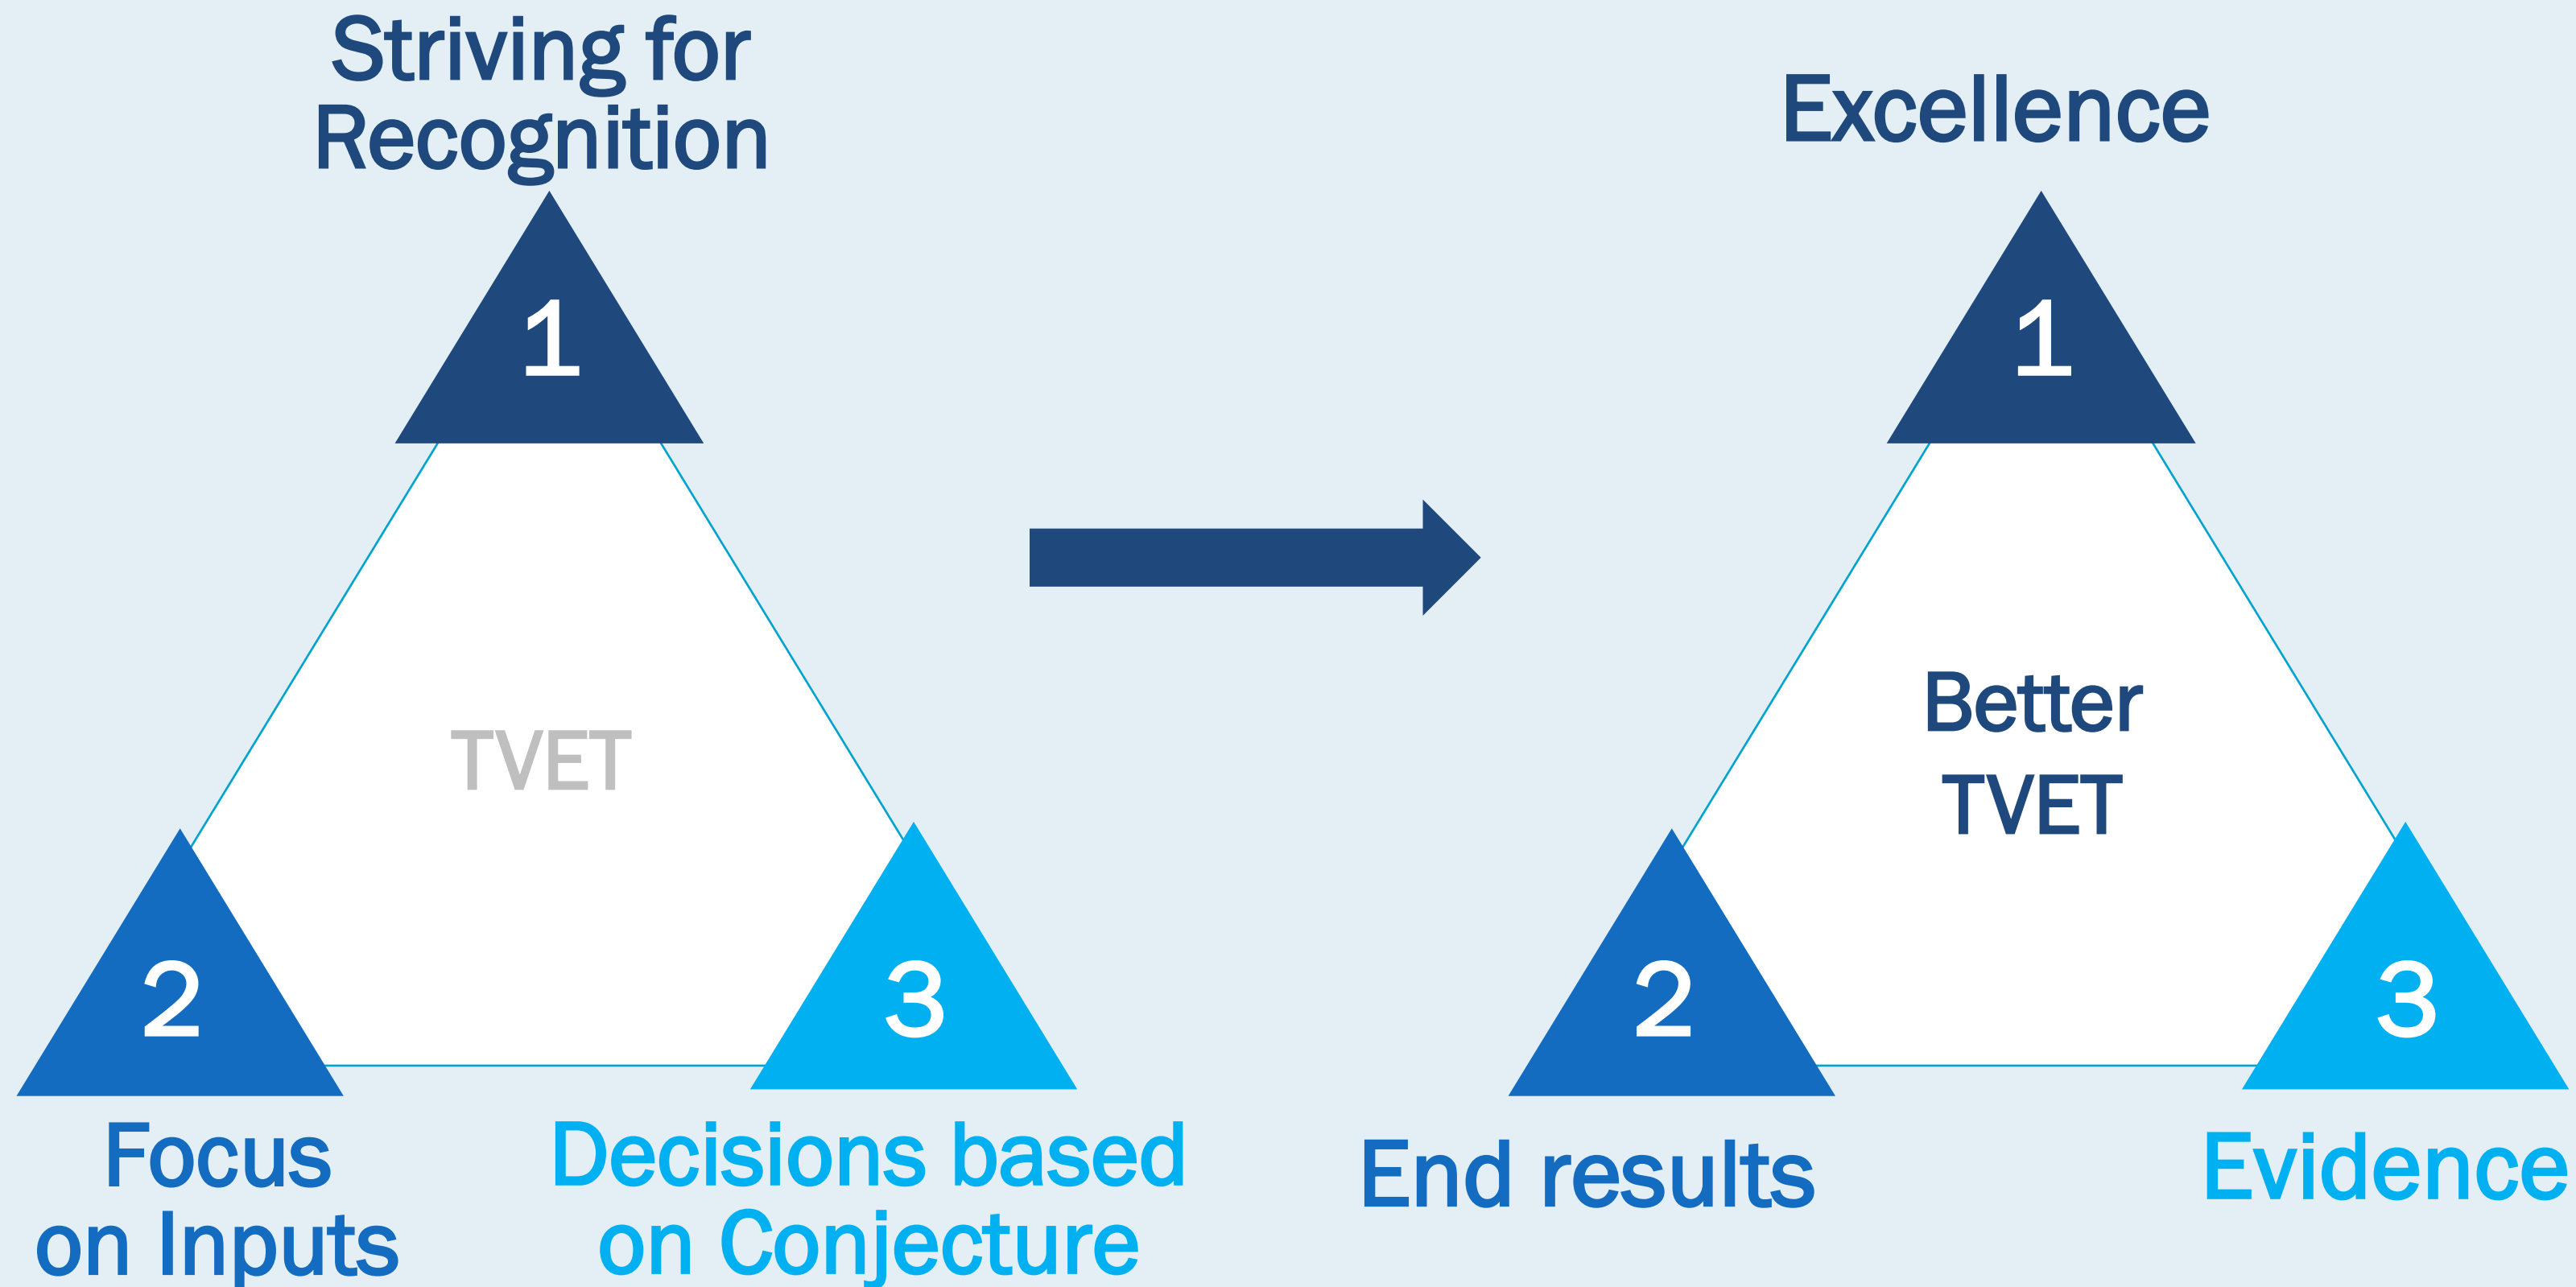 Striving for
Recognition
1
TVET
2
3
Focus
on Inputs
Decisions based
on Conjecture
Excellence
1
Better
TVET
2
3
End results
Evidence